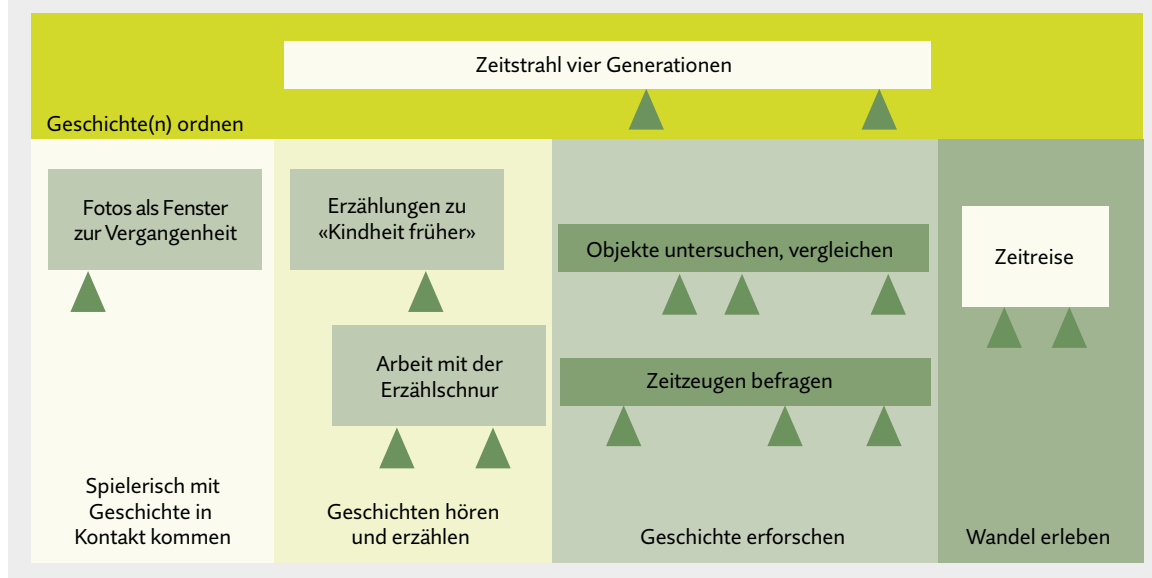 Zeitstrahl vier Generationen
Geschichte(n) ordnen
Fotos als Fenster
zur Vergangenheit
Spielerisch mit
Geschichte in
Kontakt kommen
Erzählungen zu
«Kindheit früher»
Arbeit mit der
Erzählschnur
Geschichten hören
und erzählen
Objekte untersuchen, vergleichen
Zeitzeugen befragen
Geschichte erforschen
Zeitreise
Wandel erleben